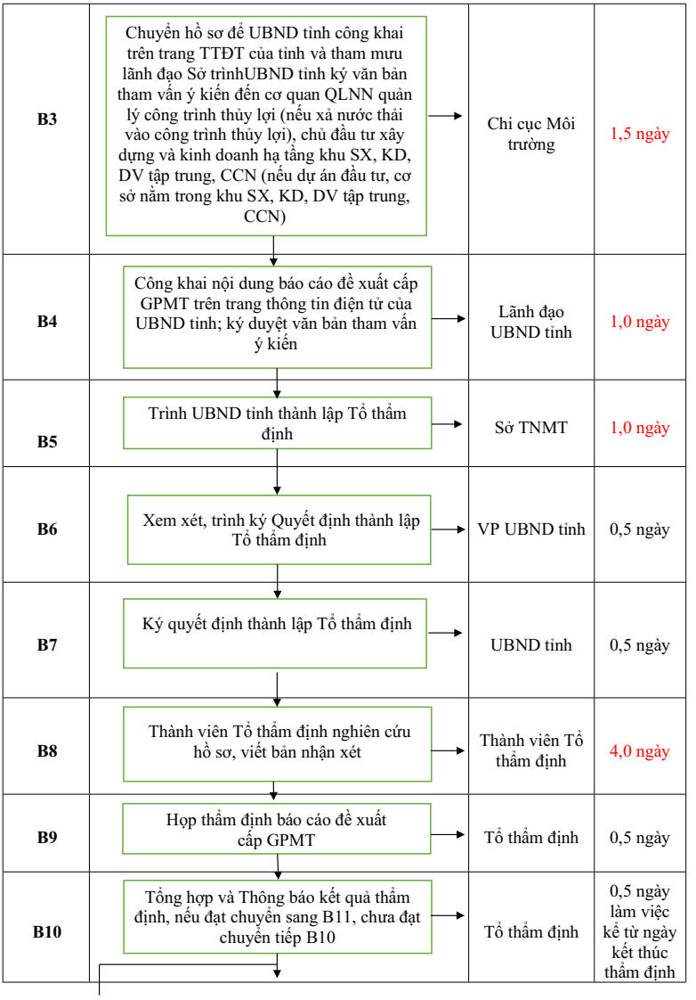 B3
Chuyển hồ sơ để UBND tỉnh công khai
trên trang TTĐT của tỉnh và tham mưu
lãnh đạo Sở trìnhUBND tỉnh ký văn bản
tham vấn ý kiến đến cơ quan QLNN quản
lý công trình thủy lợi (nếu xả nước thải
vào công trình thủy lợi), chủ đầu tư xây
dựng và kinh doanh hạ tầng khu SX, KD,
DV tập trung, CCN (nếu dự án đầu tư, cơ
sở nằm trong khu SX, KD, DV tập trung,
CCN)
Chi cục Môi
trường
1,5 ngày
B4
Công khai nội dung báo cáo đề xuất cấp
GPMT trên trang thông tin điện tử của
UBND tỉnh; ký duyệt văn bản tham vấn
ý kiến
Lãnh đạo
UBND tỉnh
1,0 ngày
B5
Trình UBND tỉnh thành lập Tổ thẩm
định
Sở TNMT
1,0 ngày
B6
Xem xét, trình ký Quyết định thành lập
Tổ thẩm định
VP UBND tỉnh
0,5 ngày
B7
Ký quyết định thành lập Tổ thẩm định
UBND tỉnh
0,5 ngày
B8
Thành viên Tổ thẩm định nghiên cứu
hồ sơ, viết bản nhận xét
Thành viên Tổ
thẩm định
4,0 ngày
B9
Họp thẩm định báo cáo đề xuất
cấp GPMT
Tổ thẩm định
0,5 ngày
B10
Tổng hợp và Thông báo kết quả thẩm
định, nếu đạt chuyển sang B11, chưa đạt
chuyển tiếp B10
Tổ thẩm định
0,5 ngày
làm việc
kể từ ngày
kết thúc
thẩm định